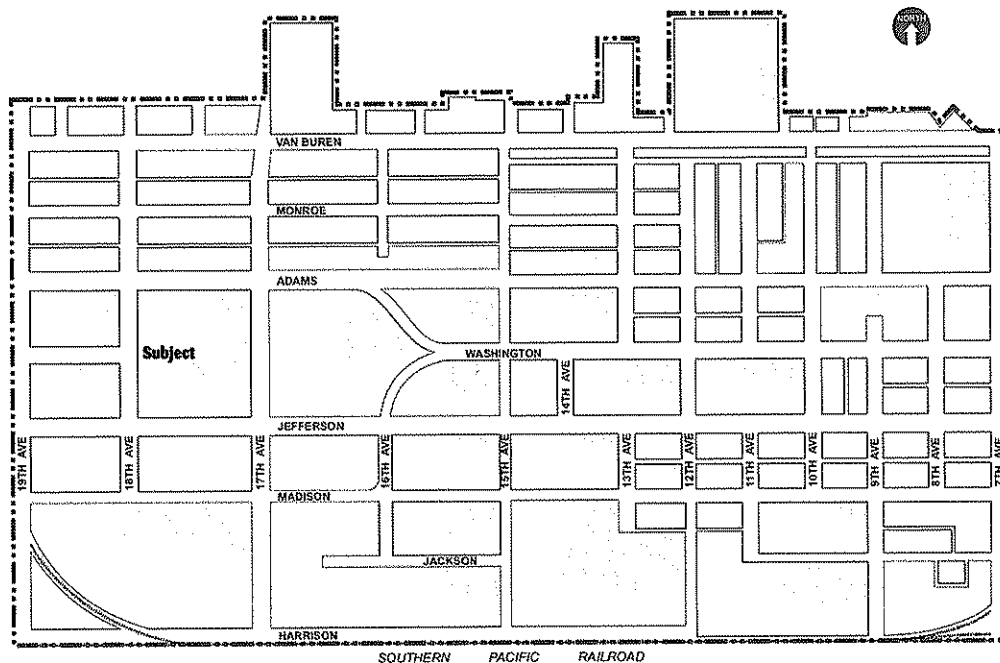 NORTH
VAN BUREN
MONROE
ADAMS
Subject
WASHINGTON
14TH AVE
JEFFERSON
19TH AVE
18TH AVE
17TH AVE
16TH AVE
15TH AVE
13TH AVE
12TH AVE
11TH AVE
10TH AVE
9TH AVE
8TH AVE
7TH AVE
MADISON
JACKSON
HARRISON
SOUTHERN PACIFIC RAILROAD